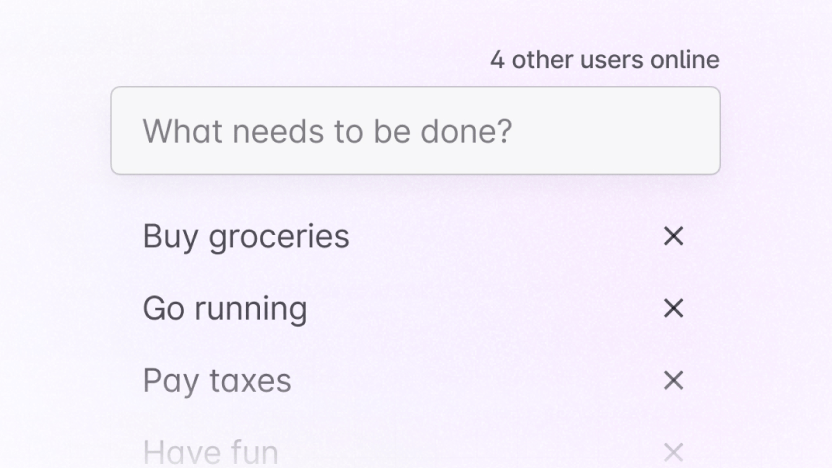 4 other users online
What needs to be done?
Buy groceries
Go running
Pay taxes
Have fun